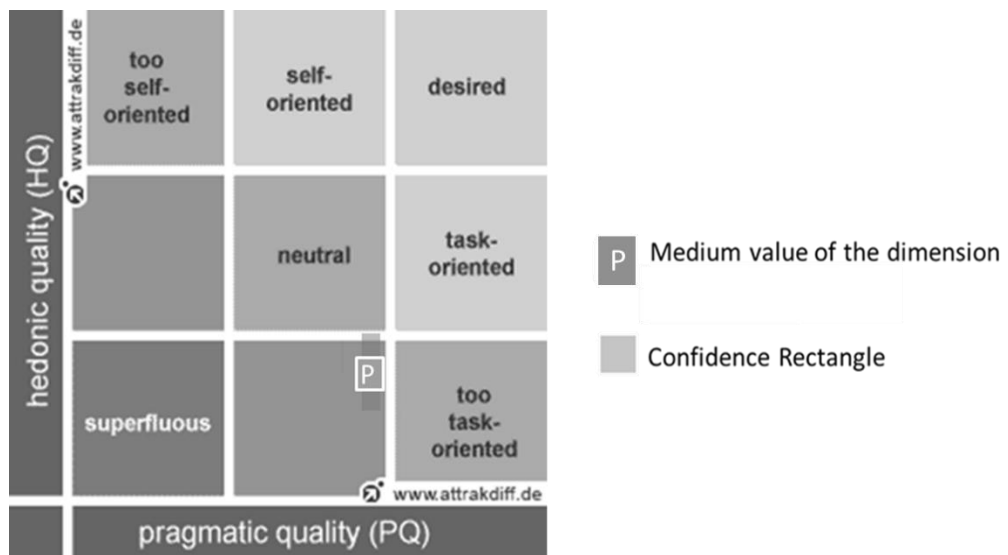 www.attrakdiff.de
hedonic quality (HQ)
too
self-
oriented
self-
oriented
desired
neutral
task-
oriented
superfluous
P
too
task-
oriented
www.attrakdiff.de
pragmatic quality (PQ)
P Medium value of the dimension
Confidence Rectangle